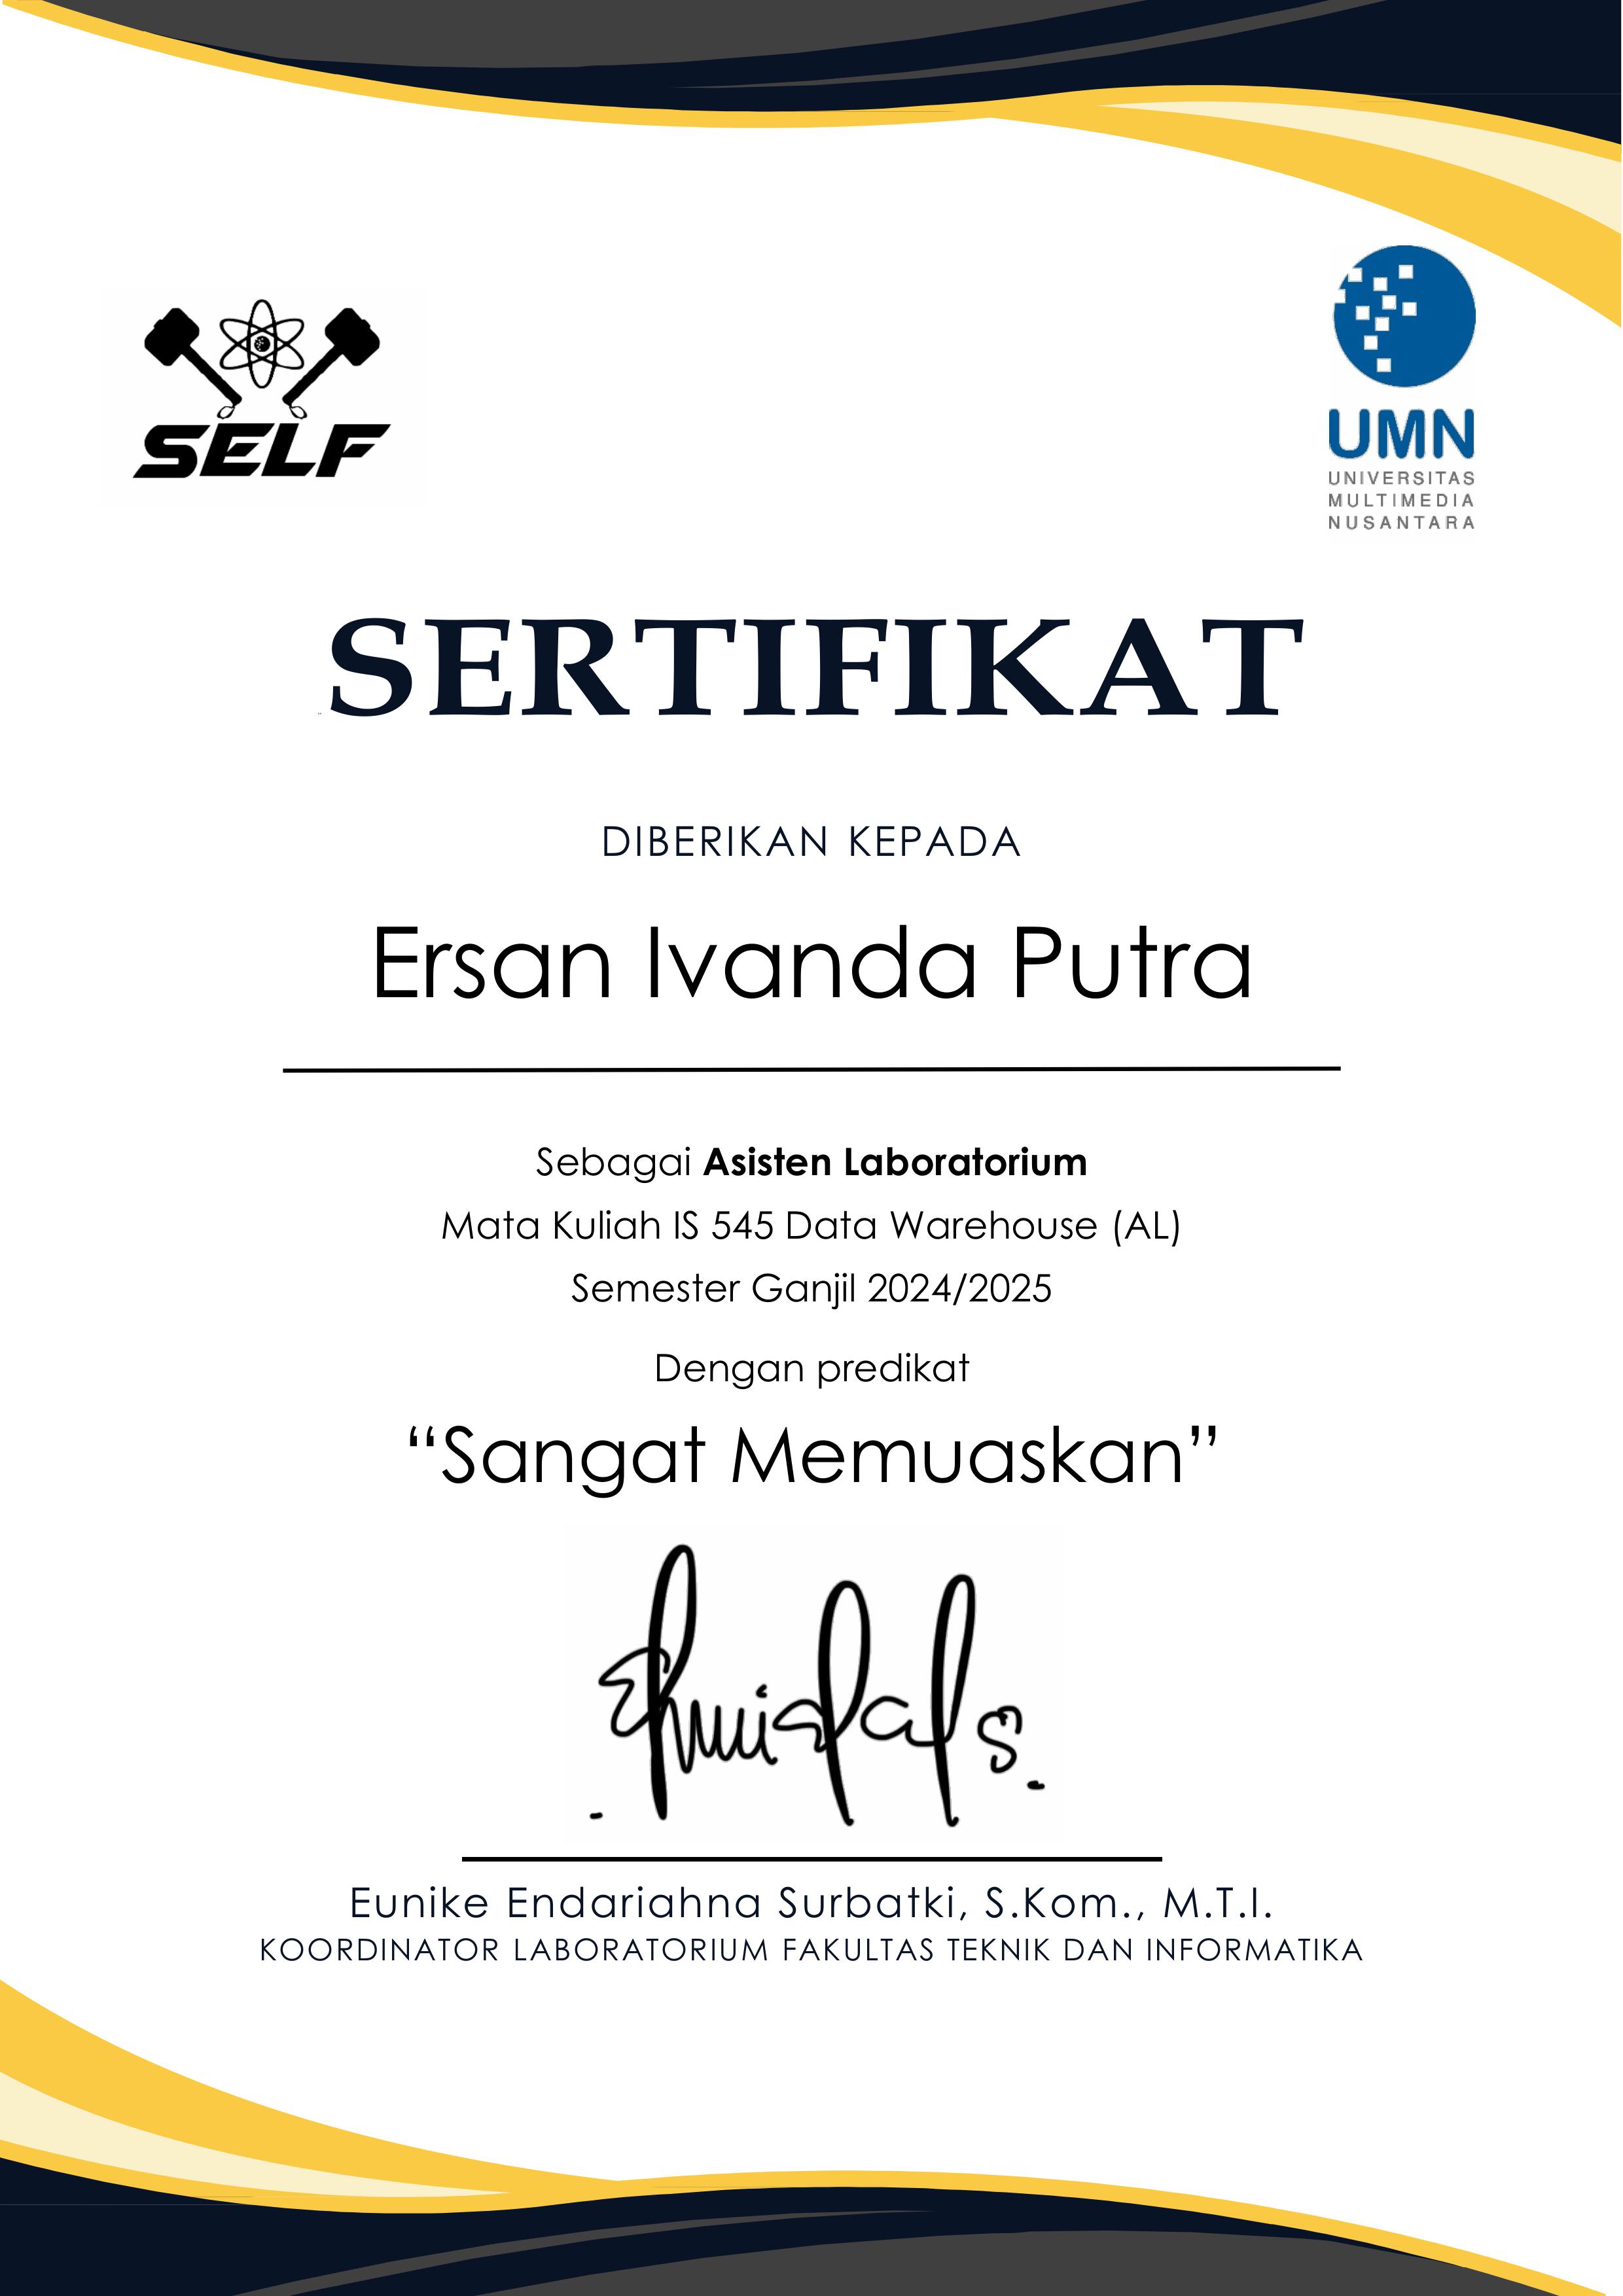 SELF
UMN
UNIVERSITAS
MULTIMEDIA
NUSANTARA
SERTIFIKAT
DIBERIKAN KEPADA
Ersan Ivanda Putra
Sebagai Asisten Laboratorium
Mata Kuliah IS 545 Data Warehouse (AL)
Semester Ganjil 2024/2025
Dengan predikat
“Sangat Memuaskan”
Eunike Endariahna Surbatki, S.Kom., M.T.I.
KOORDINATOR LABORATORIUM FAKULTAS TEKNIK DAN INFORMATIKA